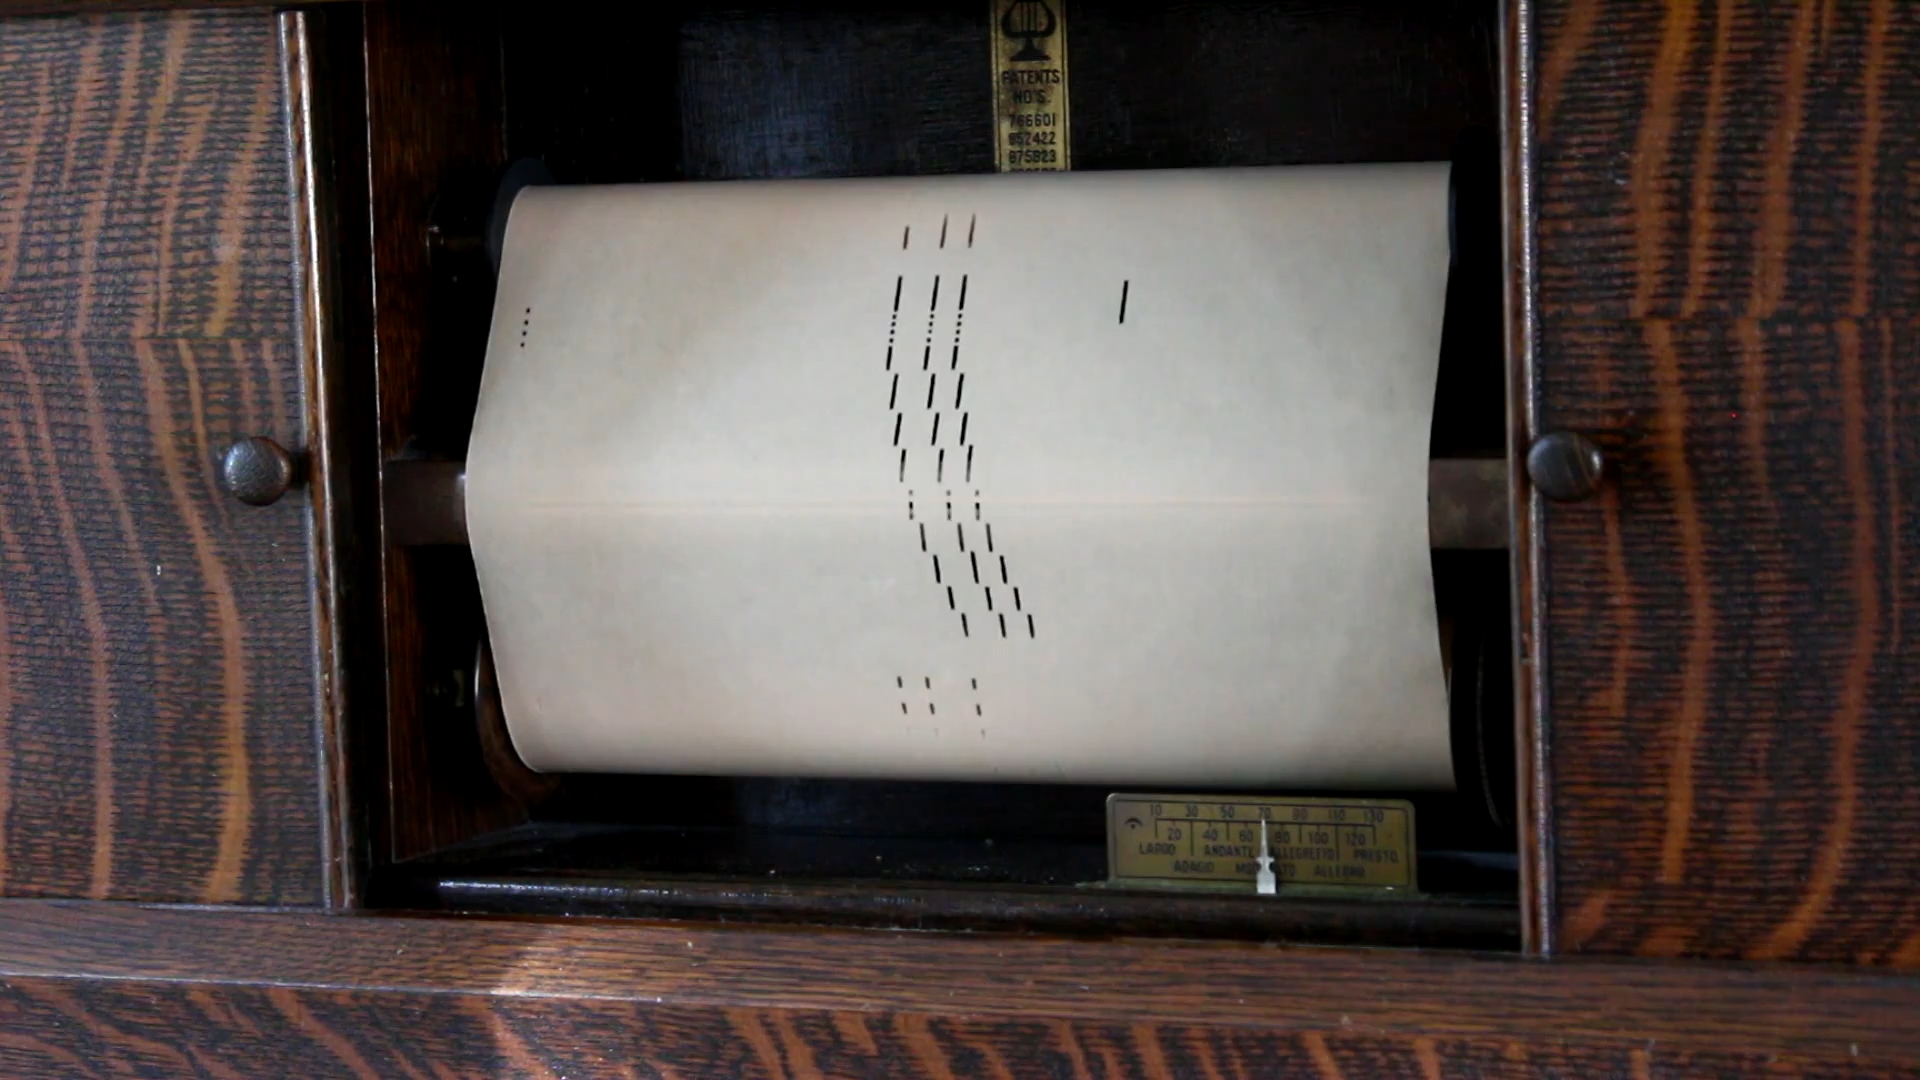 PATENTS
NO'S.
766601
857422
875823
10 30 50 70 90 110 130
20 40 60 80 100 120
LARGO ANDANTE ALLEGRETTO PRESTO
ADAGIO ALLEGRO